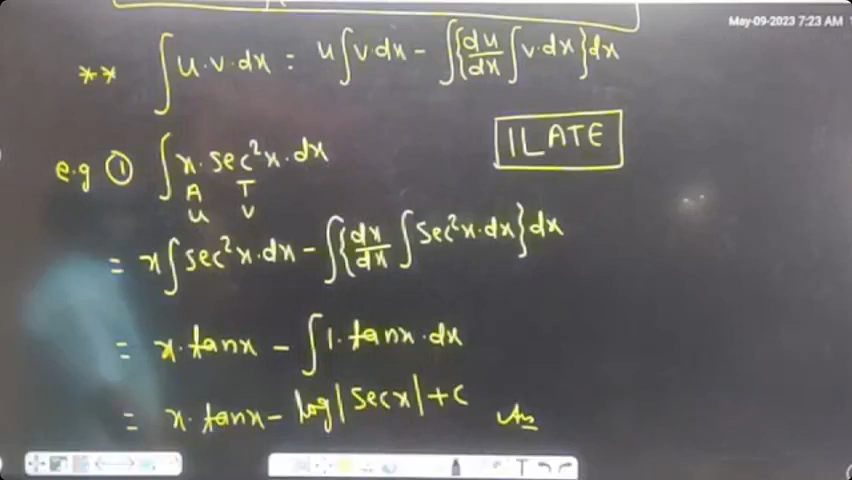 May-09-2023 7:23 AM
** ∫u.v.dx = u∫v.dx - ∫{du/dx ∫v.dx}dx
ILATE
e.g ① ∫x.sec²x.dx
A T
u v
= x∫sec²x.dx - ∫{dx/dx ∫sec²x.dx}dx
= x.tanx - ∫1.tanx.dx
= x.tanx - log|secx| + c Ans